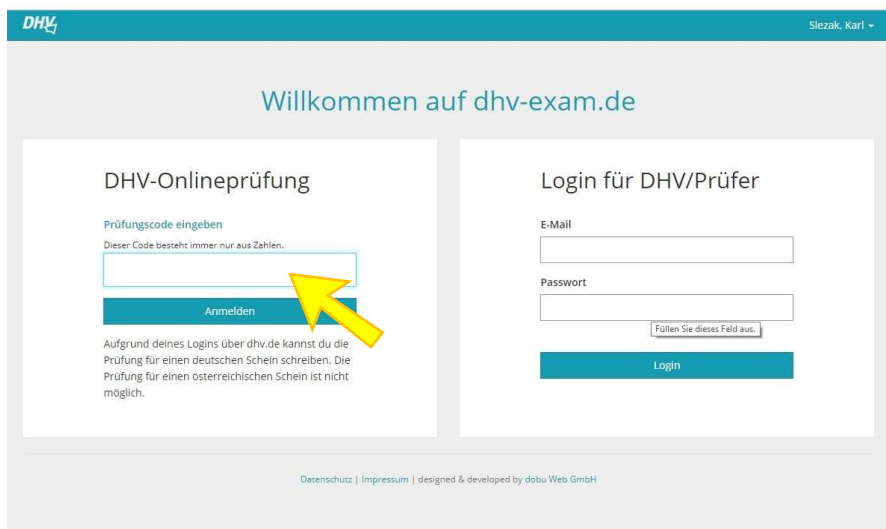 DHV
Slezak, Karl
Willkommen auf dhv-exam.de
DHV-Onlineprüfung
Prüfungscode eingeben
Dieser Code besteht immer nur aus Zahlen.
Anmelden
Aufgrund deines Logins über dhv.de kannst du die
Prüfung für einen deutschen Schein schreiben. Die
Prüfung für einen österreichischen Schein ist nicht
möglich.
Login für DHV/Prüfer
E-Mail
Passwort
Füllen Sie dieses Feld aus.
Login
Datenschutz | Impressum | designed & developed by dobu Web GmbH